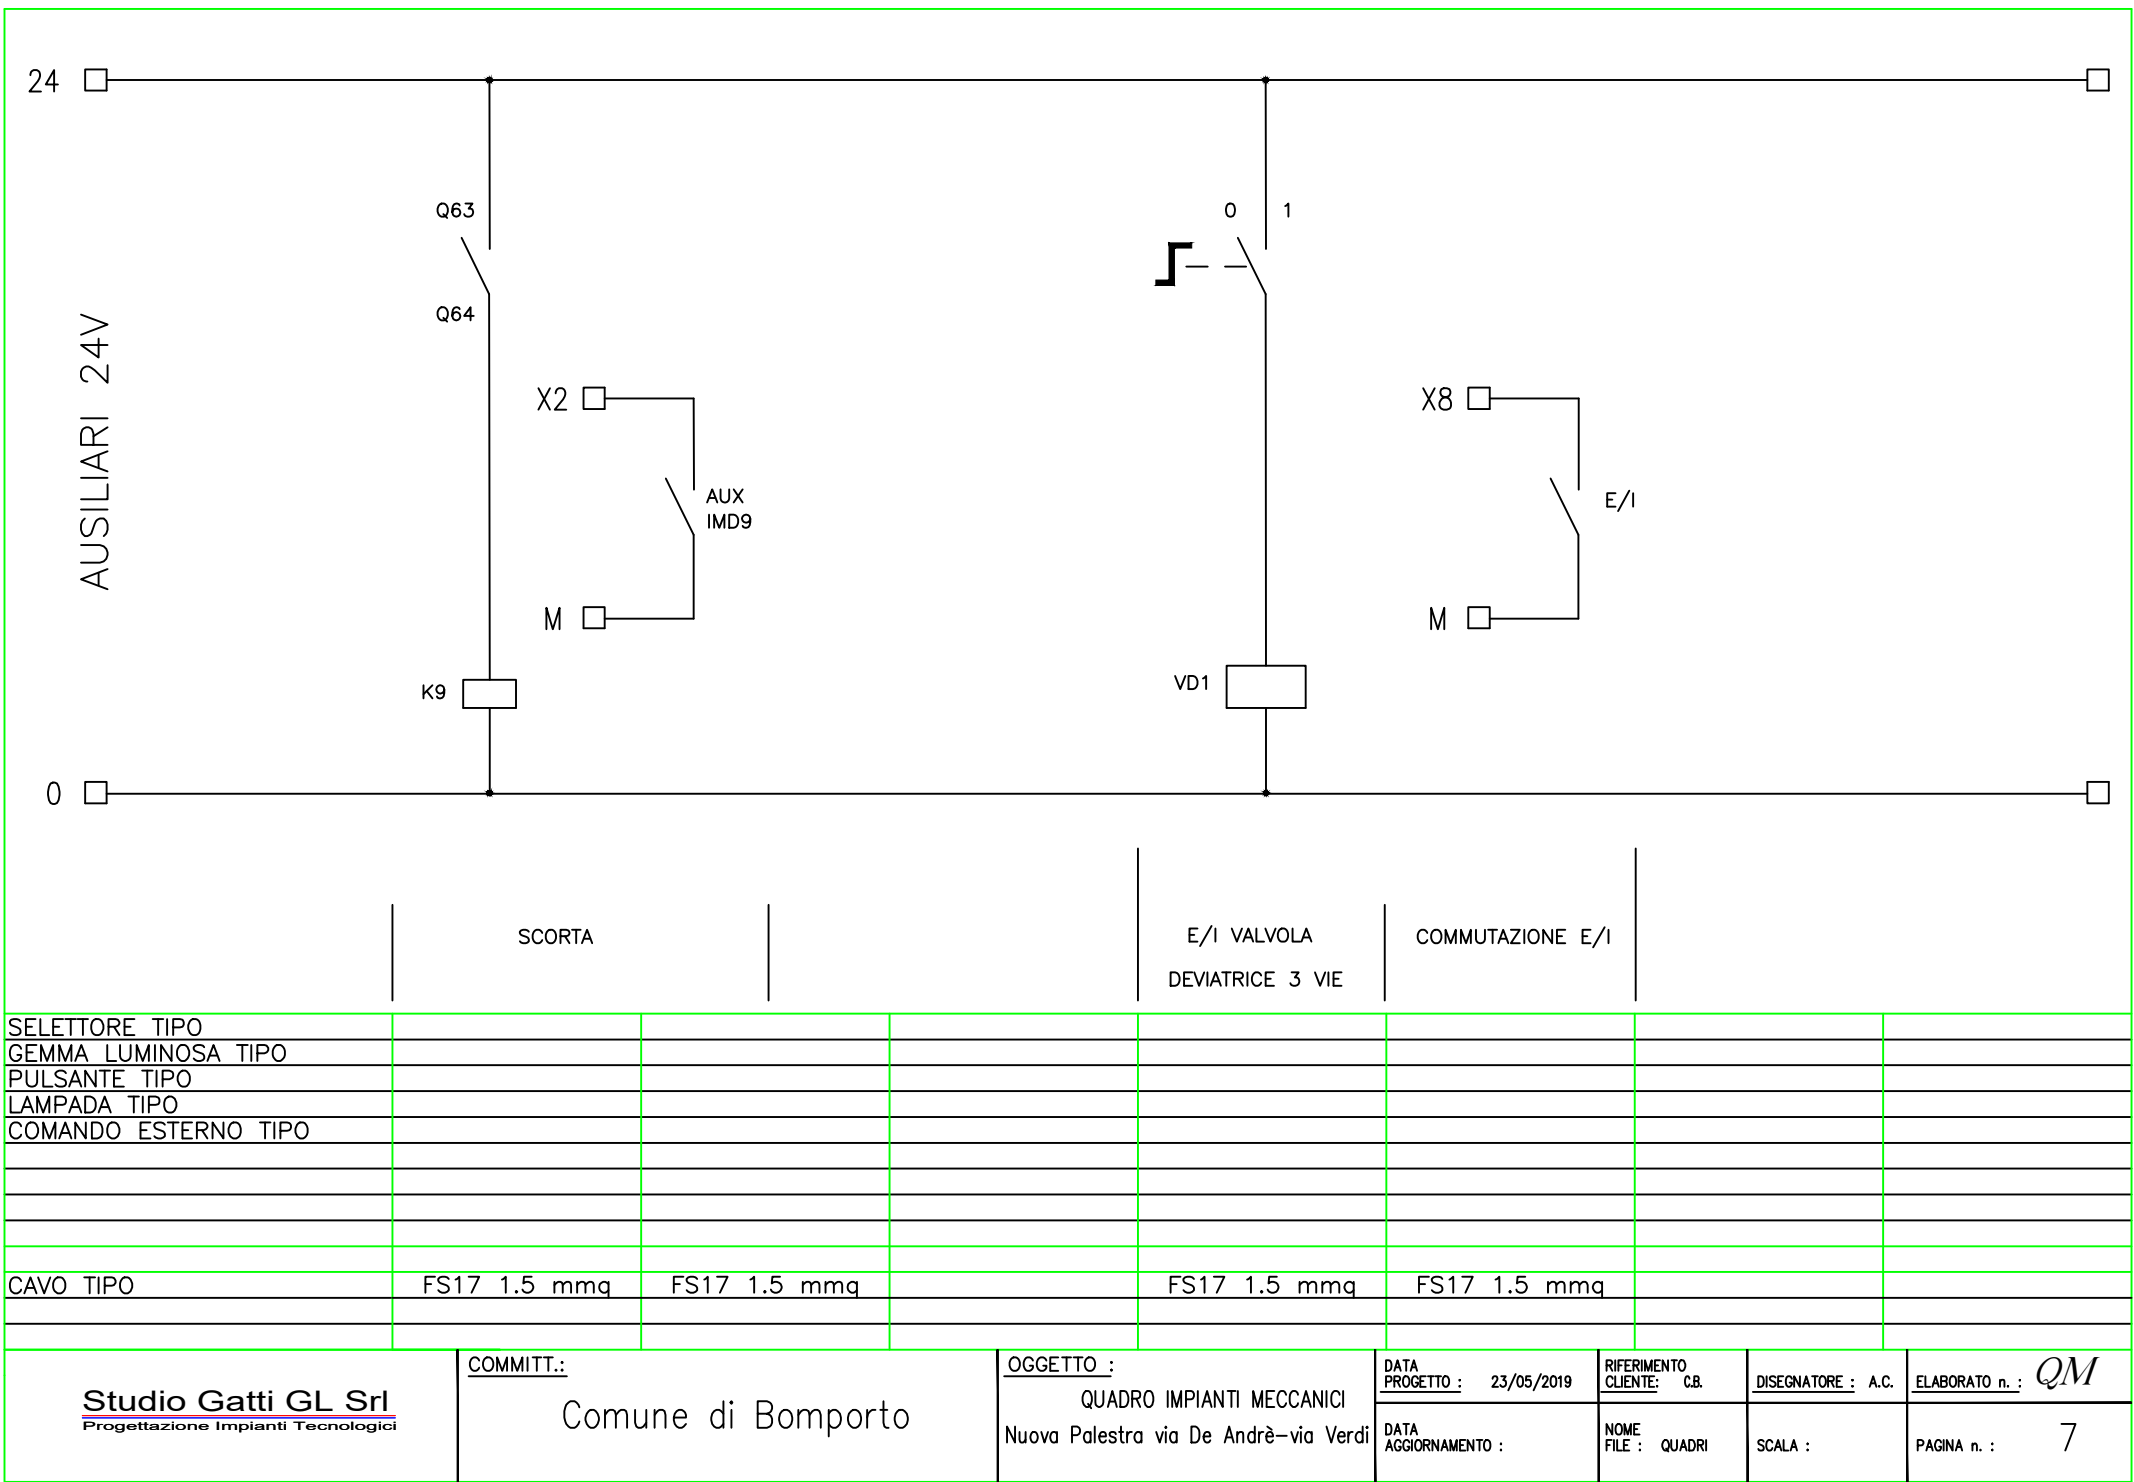 24
Q63
0 1
Q64
AUSILIARI 24V
X2
X8
AUX
IMD9
E/I
M
M
K9
VD1
0
SCORTA
E/I VALVOLA
DEVIATRICE 3 VIE
COMMUTAZIONE E/I
SELETTORE TIPO
GEMMA LUMINOSA TIPO
PULSANTE TIPO
LAMPADA TIPO
COMANDO ESTERNO TIPO
CAVO TIPO FS17 1.5 mmq FS17 1.5 mmq FS17 1.5 mmq FS17 1.5 mmq
Studio Gatti GL Srl
Progettazione Impianti Tecnologici
COMMITT.:
Comune di Bomporto
OGGETTO :
QUADRO IMPIANTI MECCANICI
Nuova Palestra via De Andrè-via Verdi
DATA
PROGETTO : 23/05/2019
RIFERIMENTO
CLIENTE: C.B.
DISEGNATORE : A.C.
ELABORATO n. : QM
DATA
AGGIORNAMENTO :
NOME
FILE : QUADRI
SCALA :
PAGINA n. : 7